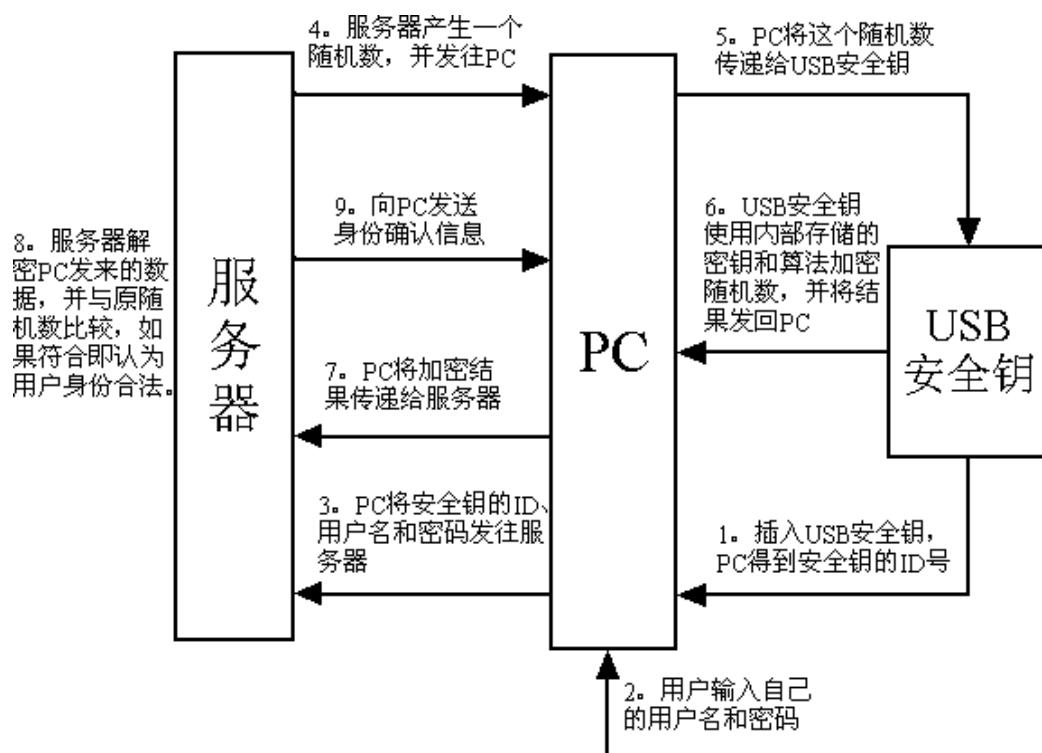 4。服务器产生一个
随机数，并发往PC
5。PC将这个随机数
传递给USB安全钥
9。向PC发送
身份确认信息
6。USB安全钥
使用内部存储的
密钥和算法加密
随机数，并将结
果发回PC
8。服务器解
密PC发来的数
据，并与原随
机数比较，如
果符合即认为
用户身份合法。
服
务
器
PC
USB
安全钥
7。PC将加密结
果传递给服务器
3。PC将安全钥的ID、
用户名和密码发往服
务器
1。插入USB安全钥，
PC得到安全钥的ID号
2。用户输入自己
的用户名和密码